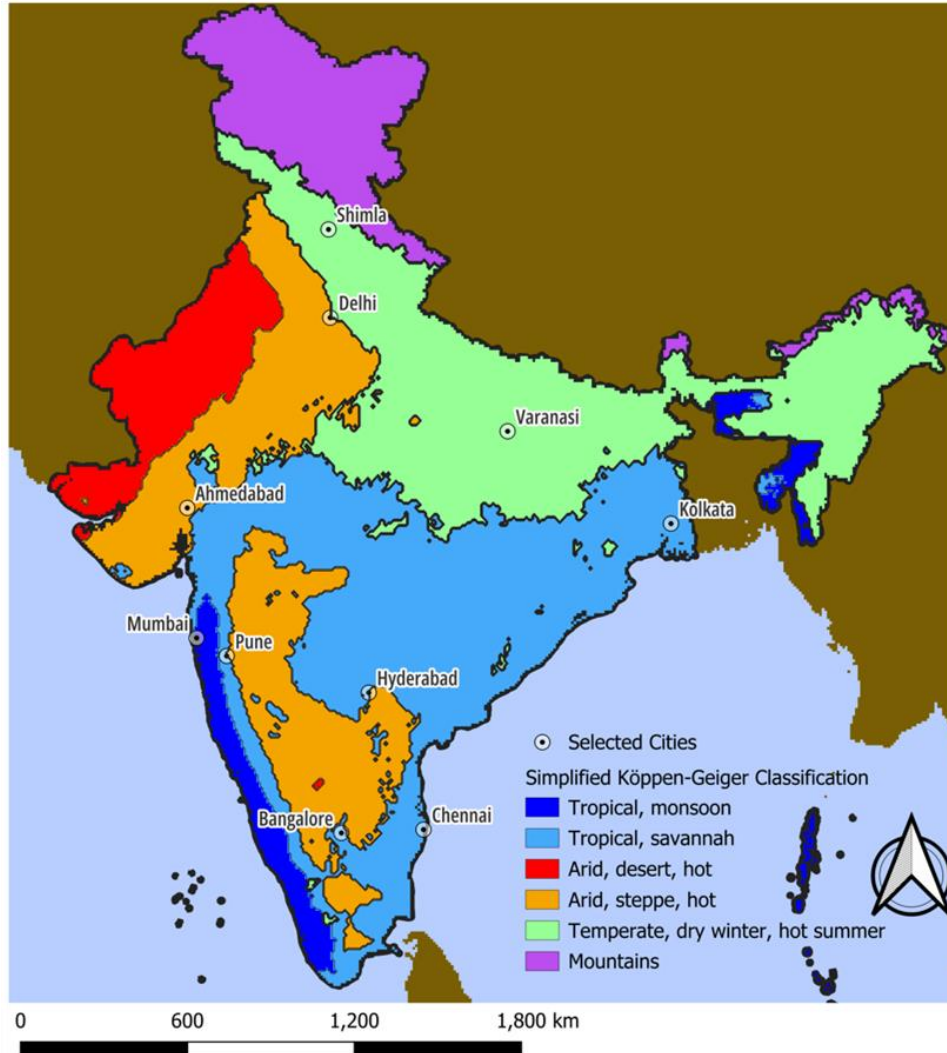 Shimla
Delhi
Varanasi
Ahmedabad
Kolkata
Mumbai
Pune
Hyderabad
Bangalore
Chennai
Selected Cities
Simplified Köppen-Geiger Classification
Tropical, monsoon
Tropical, savannah
Arid, desert, hot
Arid, steppe, hot
Temperate, dry winter, hot summer
Mountains
0 600 1,200 1,800 km